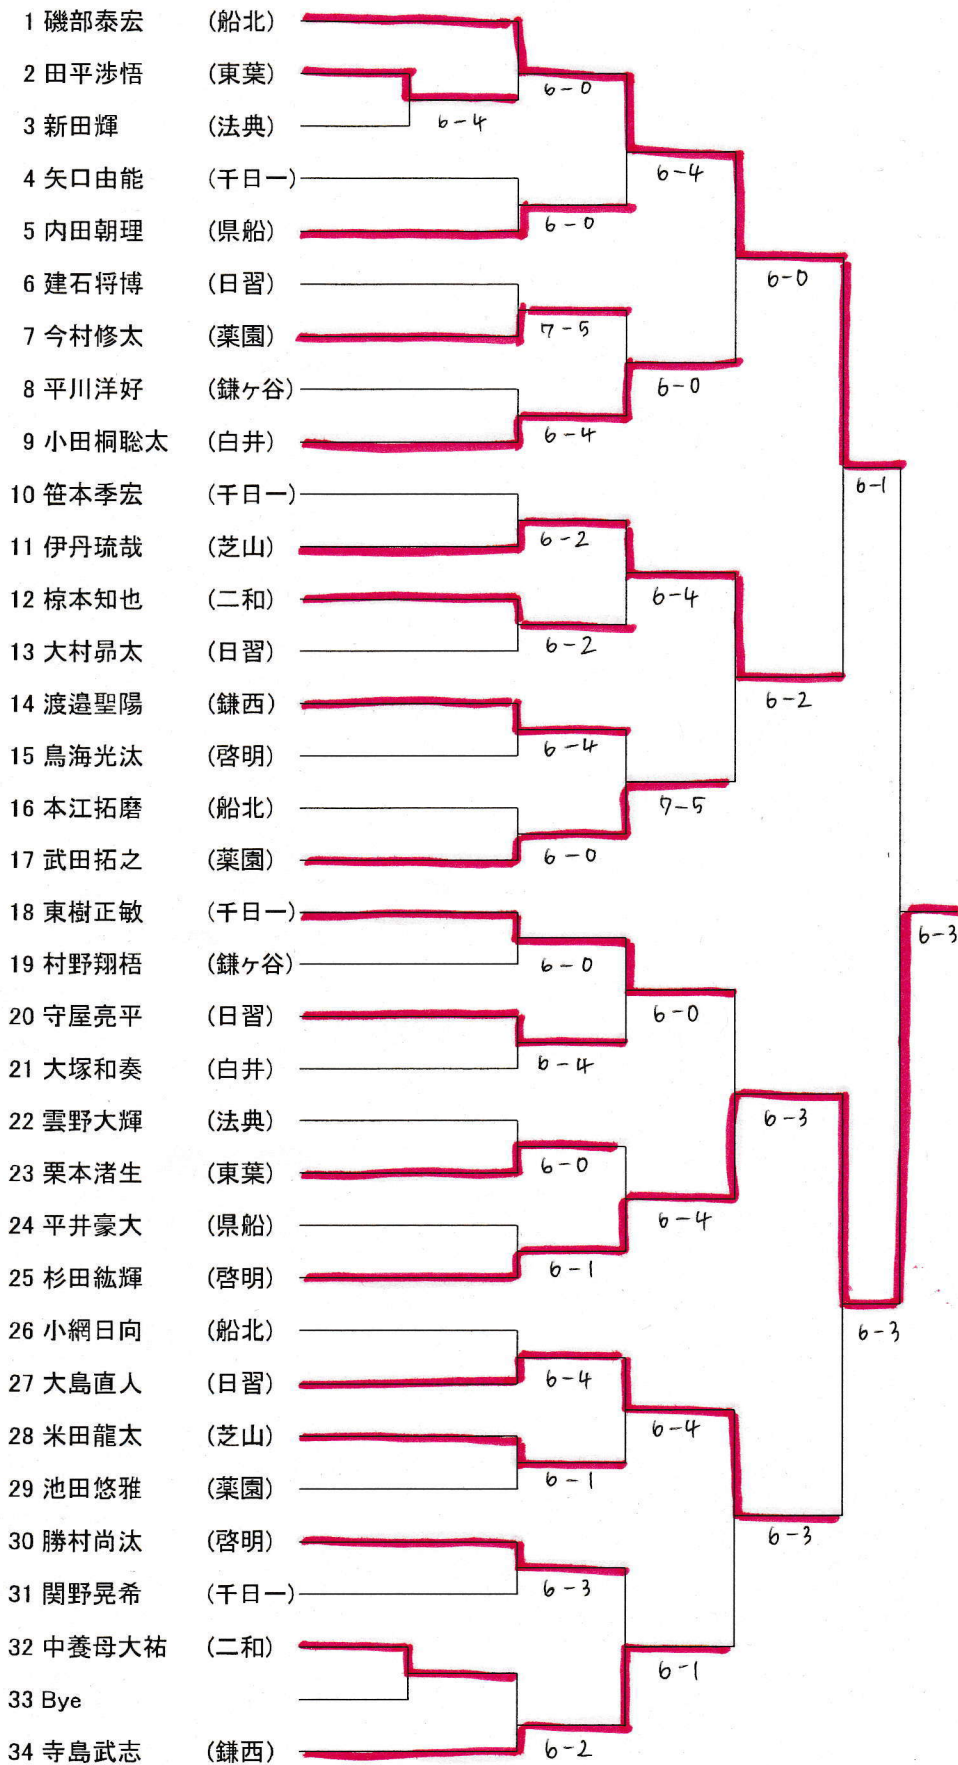 1 磯部泰宏 (船北)
2 田平渉悟 (東葉)
6-0
3 新田輝 (法典)
6-4
4 矢口由能 (千日一)
6-4
5 内田朝理 (県船)
6-0
6 建石将博 (日習)
6-0
7 今村修太 (薬園)
7-5
8 平川洋好 (鎌ヶ谷)
6-0
9 小田桐聡太 (白井)
6-4
10 笹本季宏 (千日一)
6-1
11 伊丹琉哉 (芝山)
6-2
12 椋本知也 (二和)
6-4
13 大村昴太 (日習)
6-2
14 渡邉聖陽 (鎌西)
6-2
15 鳥海光汰 (啓明)
6-4
16 本江拓磨 (船北)
7-5
17 武田拓之 (薬園)
6-0
18 東樹正敏 (千日一)
6-3
19 村野翔梧 (鎌ヶ谷)
6-0
20 守屋亮平 (日習)
6-0
21 大塚和奏 (白井)
6-4
22 雲野大輝 (法典)
6-3
23 栗本渚生 (東葉)
6-0
24 平井豪大 (県船)
6-4
25 杉田紘輝 (啓明)
6-1
26 小網日向 (船北)
6-3
27 大島直人 (日習)
6-4
28 米田龍太 (芝山)
6-4
29 池田悠雅 (薬園)
6-1
30 勝村尚汰 (啓明)
6-3
31 関野晃希 (千日一)
6-3
32 中養母大祐 (二和)
6-1
33 Bye
34 寺島武志 (鎌西)
6-2